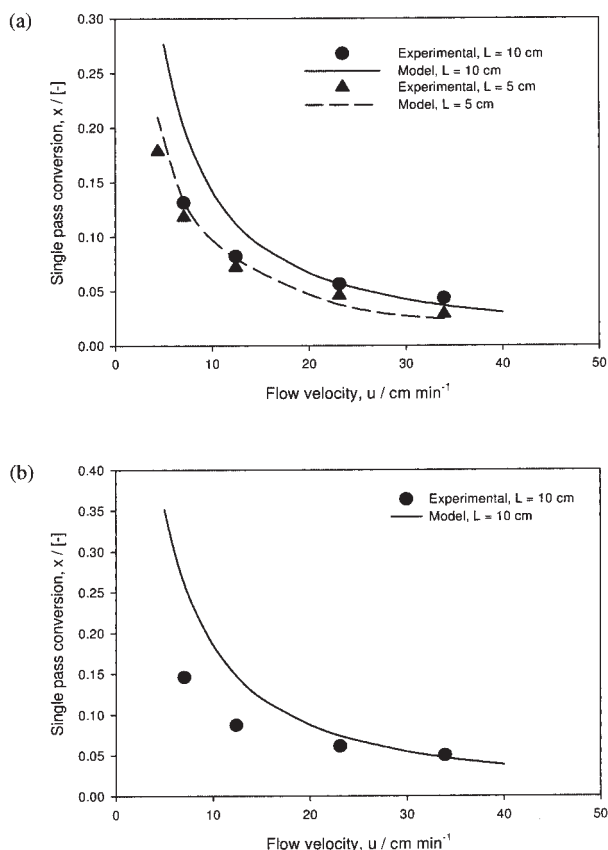 (a)
0.30
0.25
0.20
0.15
0.10
0.05
0.00
Single pass conversion, x / [-]
Experimental, L = 10 cm
Model, L = 10 cm
Experimental, L = 5 cm
Model, L = 5 cm
0 10 20 30 40 50
Flow velocity, u / cm min⁻¹
(b)
0.40
0.35
0.30
0.25
0.20
0.15
0.10
0.05
0.00
Single pass conversion, x / [-]
Experimental, L = 10 cm
Model, L = 10 cm
0 10 20 30 40 50
Flow velocity, u / cm min⁻¹